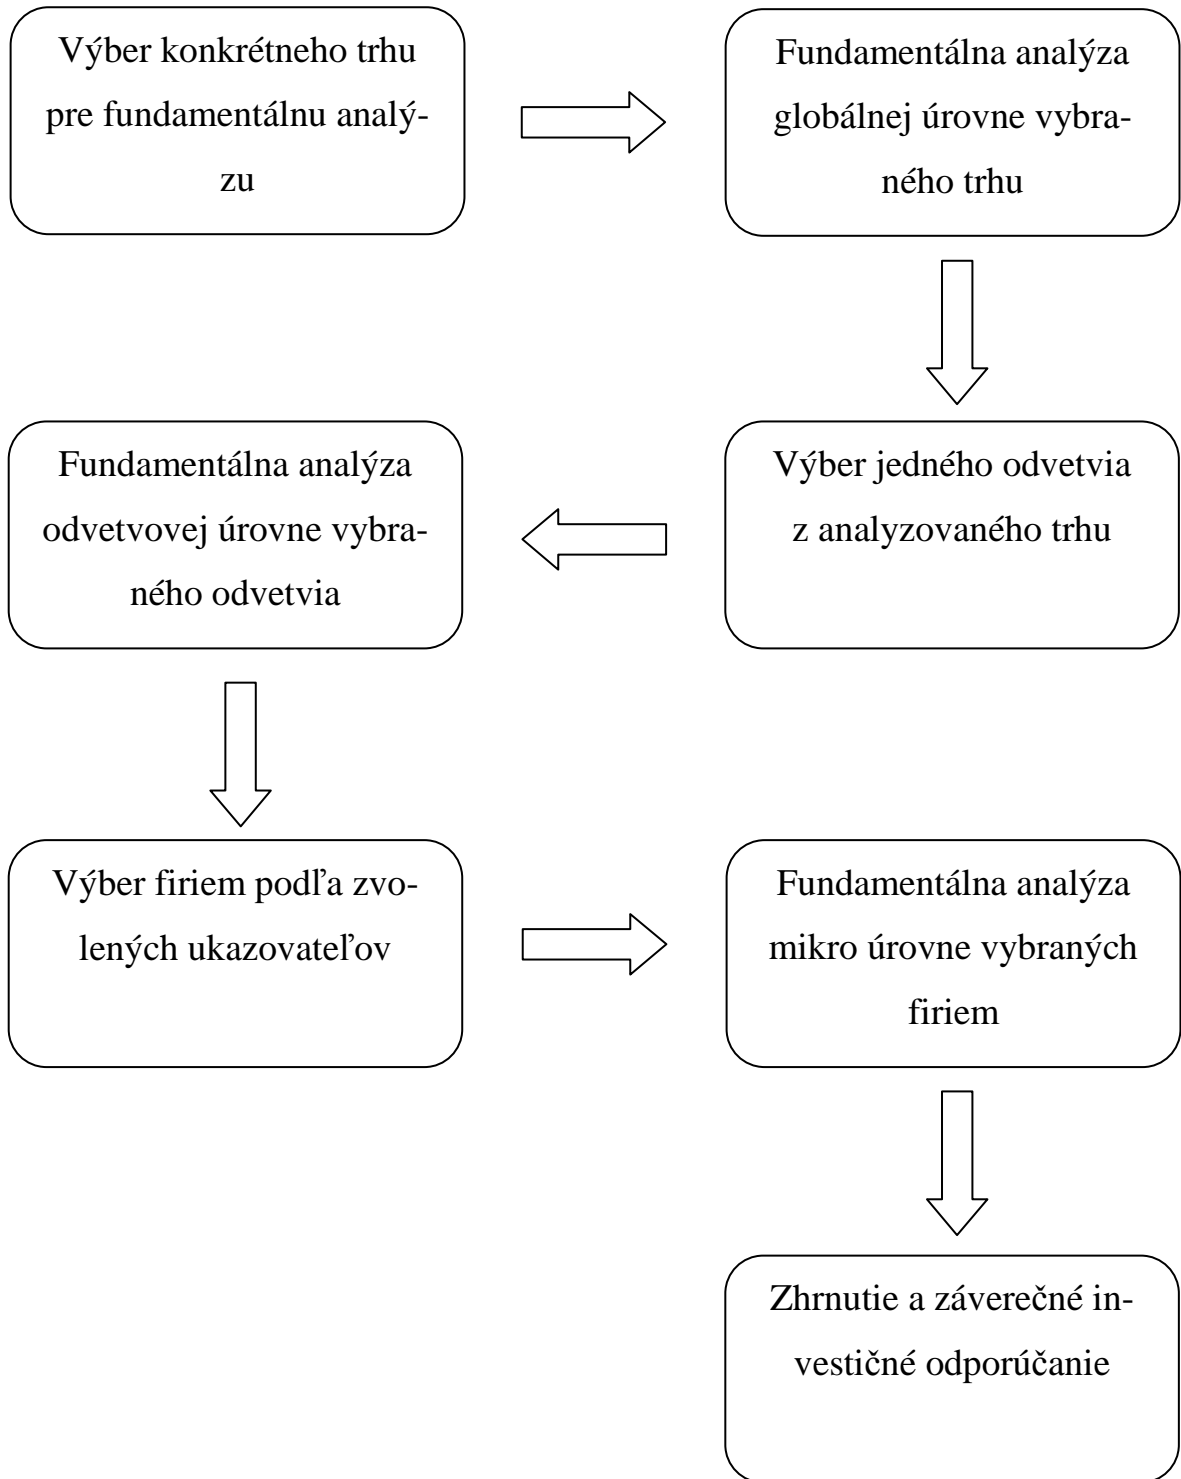 Výber konkrétneho trhu
pre fundamentálnu analý-
zu
Fundamentálna analýza
globálnej úrovne vybra-
ného trhu
Výber jedného odvetvia
z analyzovaného trhu
Fundamentálna analýza
odvetvovej úrovne vybra-
ného odvetvia
Výber firiem podľa zvo-
lených ukazovateľov
Fundamentálna analýza
mikro úrovne vybraných
firiem
Zhrnutie a záverečné in-
vestičné odporúčanie